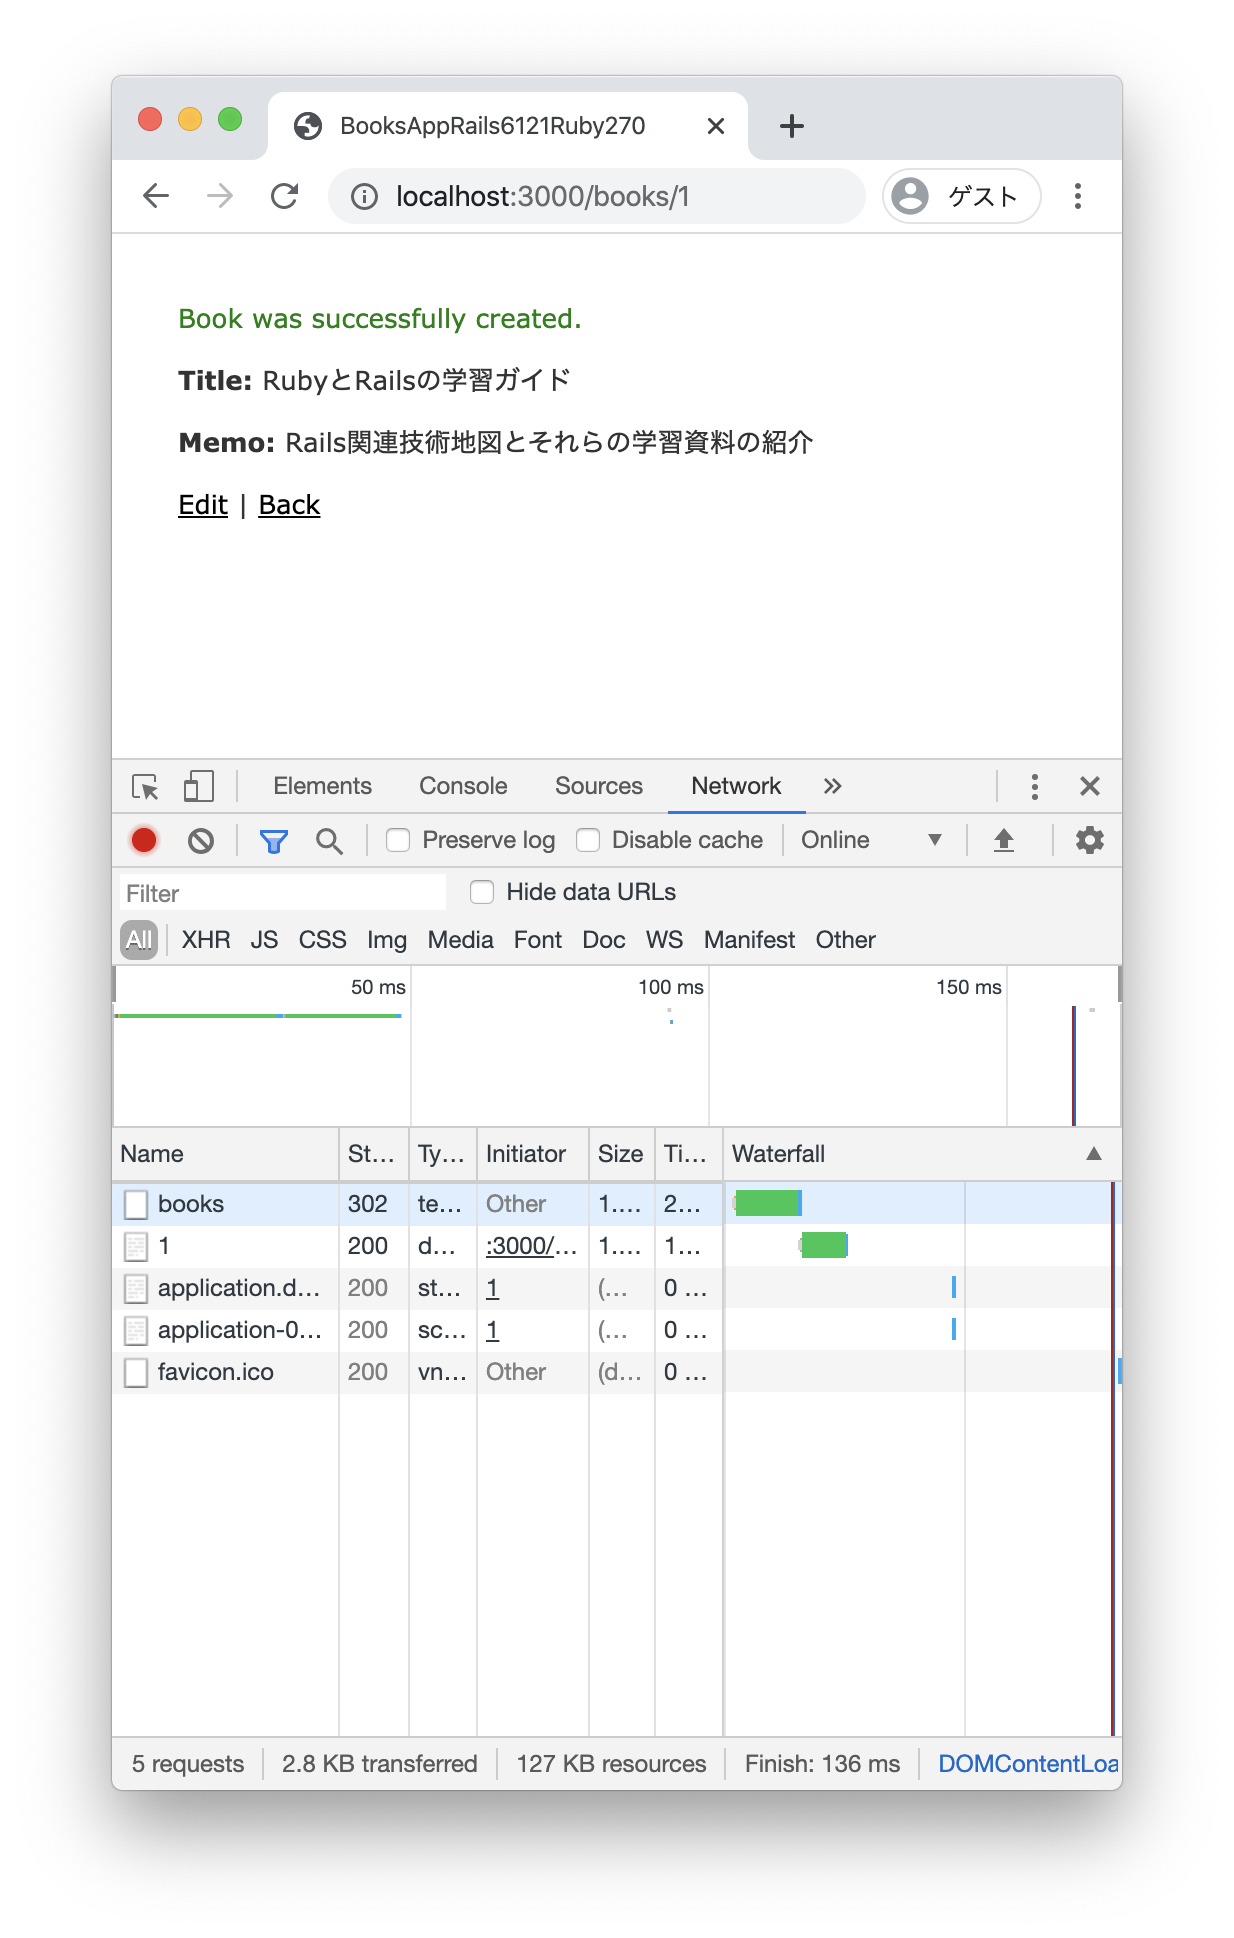 BooksAppRails6121Ruby270
localhost:3000/books/1 ゲスト
Book was successfully created.
Title: RubyとRailsの学習ガイド
Memo: Rails関連技術地図とそれらの学習資料の紹介
Edit | Back
Elements Console Sources Network
Preserve log Disable cache Online
Filter Hide data URLs
All XHR JS CSS Img Media Font Doc WS Manifest Other
50 ms 100 ms 150 ms
Name St... Ty... Initiator Size Ti... Waterfall
books 302 te... Other 1.... 2...
1 200 d... :3000/... 1.... 1...
application.d... 200 st... 1 (... 0 ...
application-0... 200 sc... 1 (... 0 ...
favicon.ico 200 vn... Other (d... 0 ...
5 requests 2.8 KB transferred 127 KB resources Finish: 136 ms DOMContentLoa